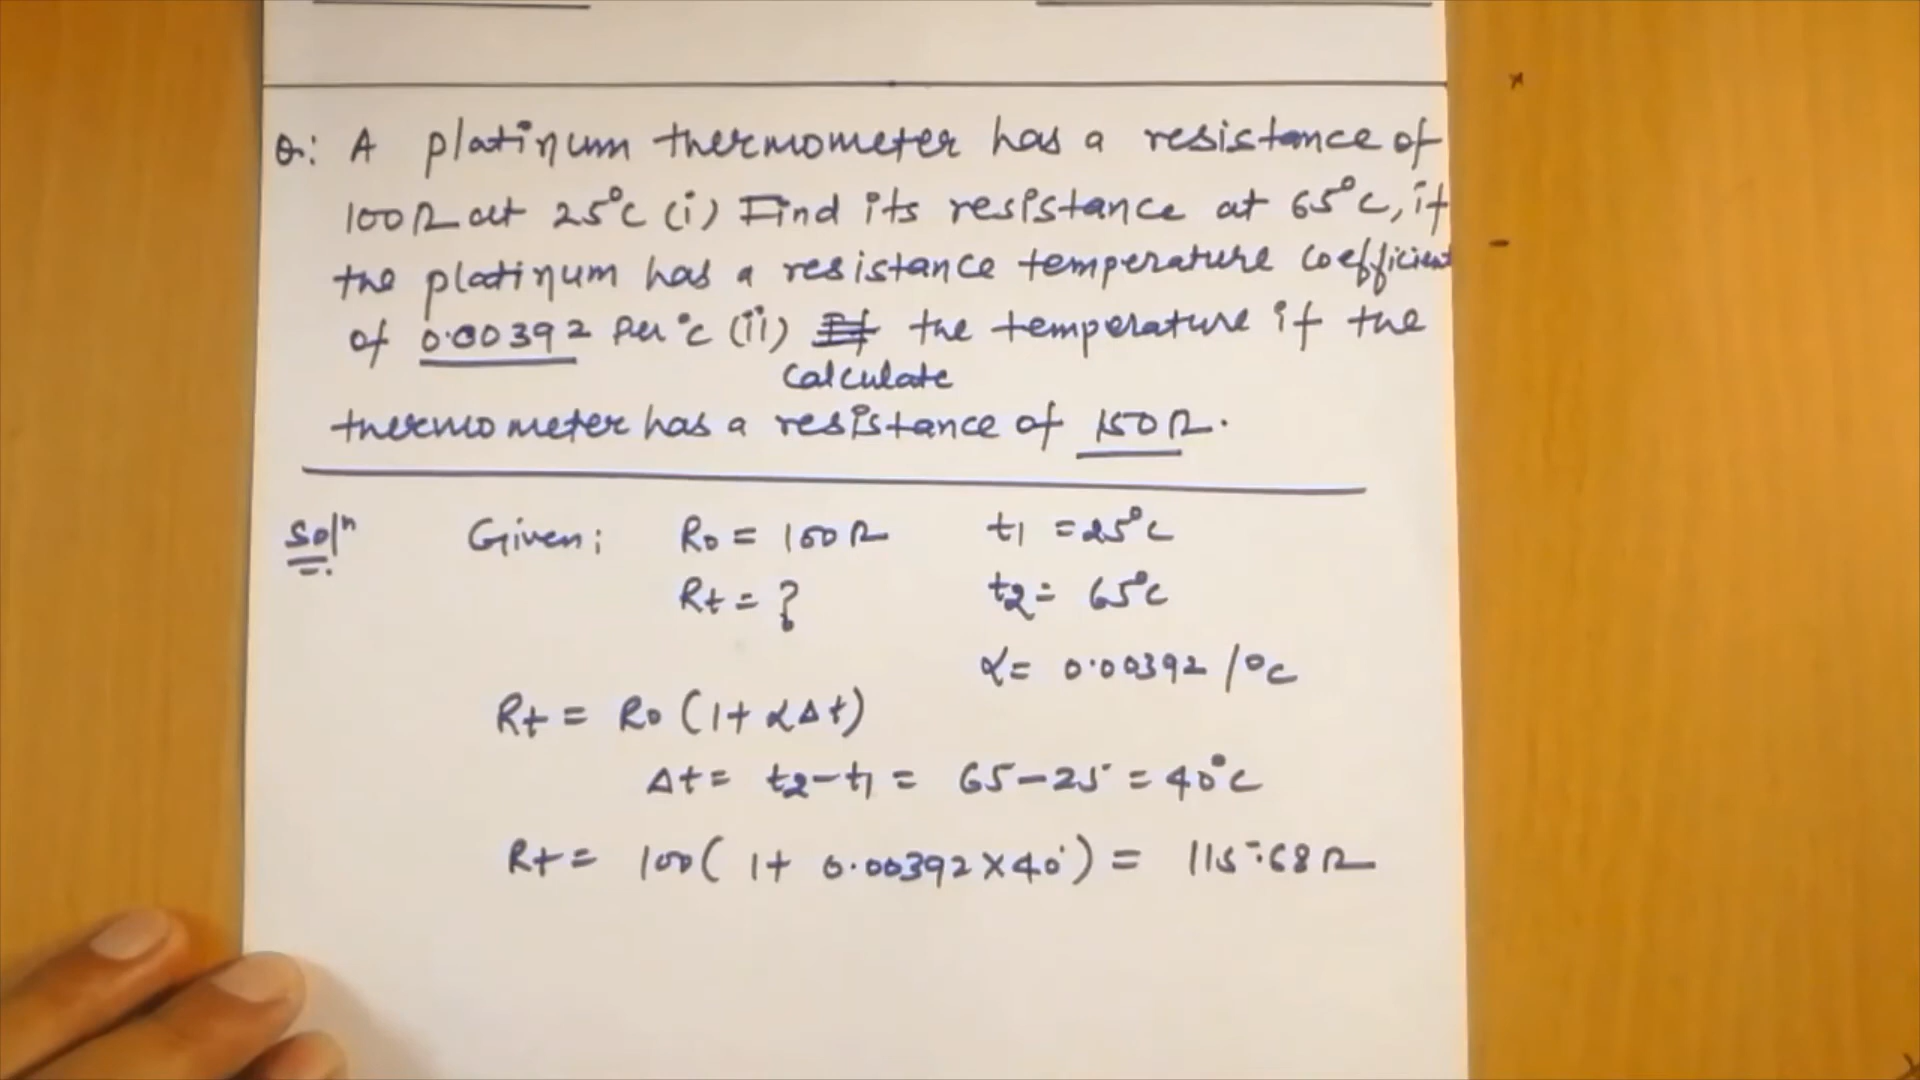 Q: A platinum thermometer has a resistance of
100Ω at 25°C (i) Find its resistance at 65°C, if
the platinum has a resistance temperature coefficient
of 0.00392 Per °C (ii) If the temperature if the
Calculate
thermometer has a resistance of 150Ω.
Solⁿ Given; R0 = 100Ω t1 = 25°C
Rt = ? t2 = 65°C
α = 0.00392 /°C
Rt = R0 (1+ αΔt)
Δt = t2-t1 = 65-25 = 40°C
Rt = 100( 1+ 0.00392×40) = 115.68Ω